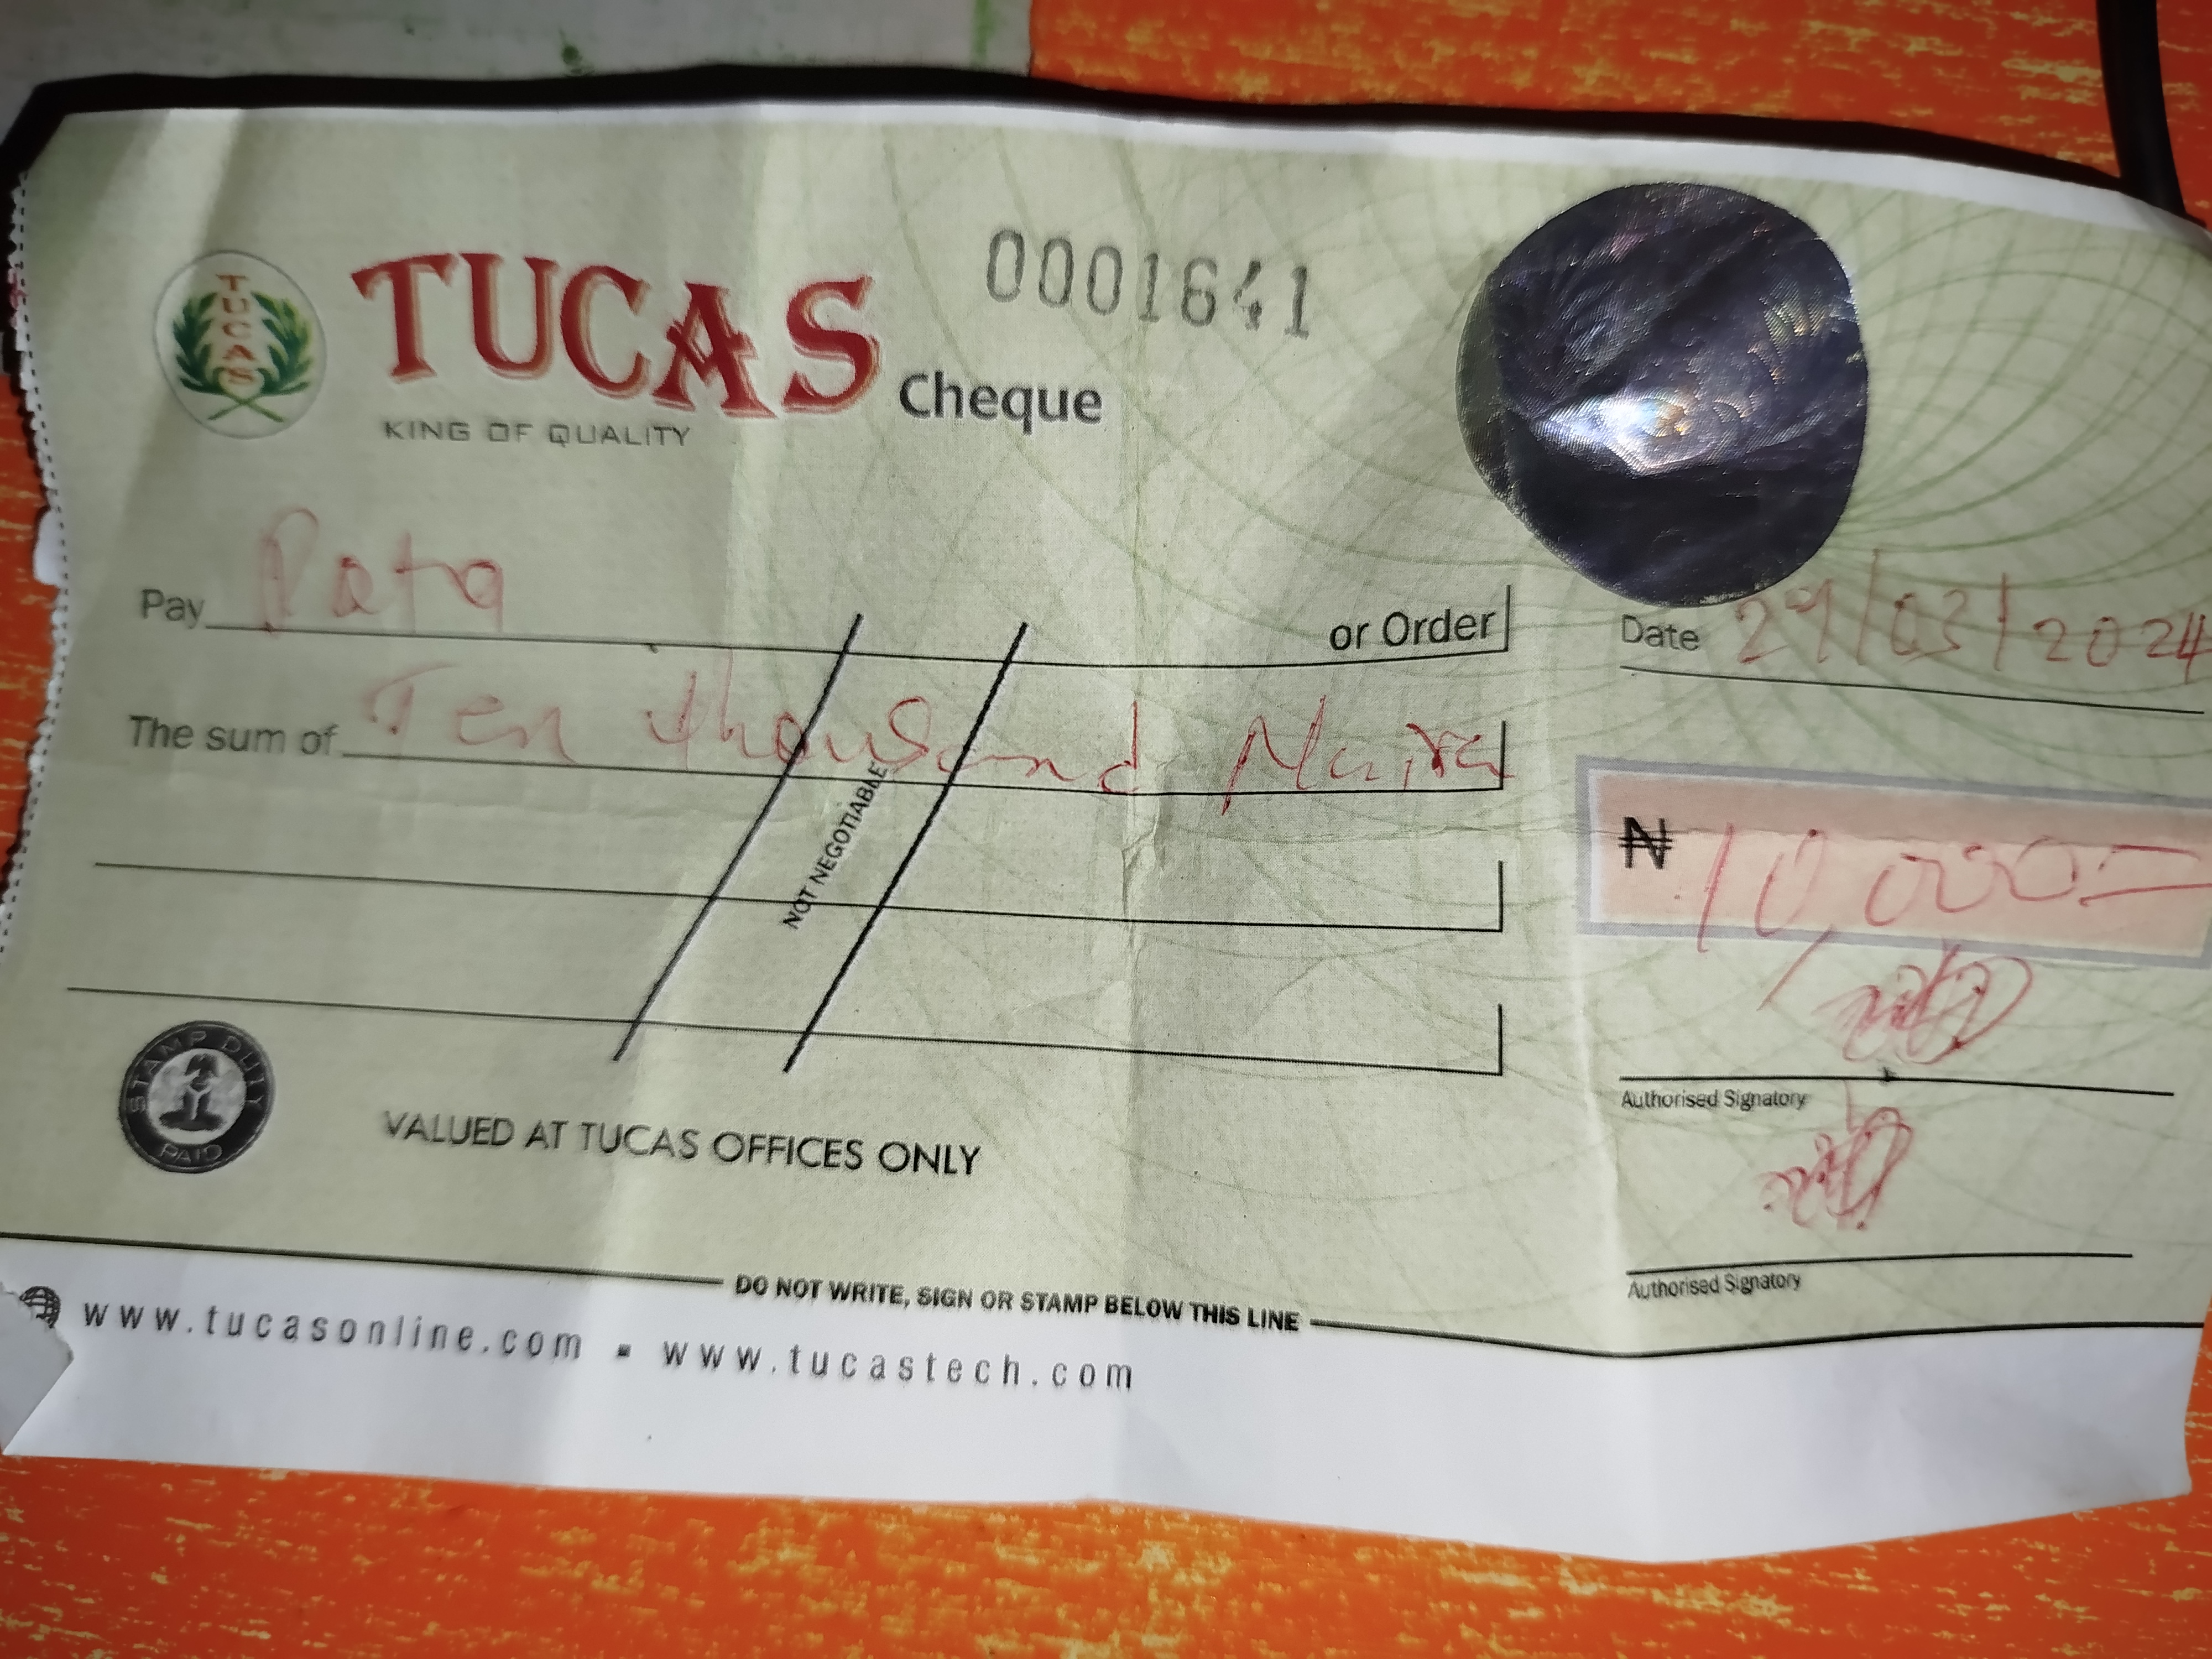 TUCAS
TUCAS Cheque
KING OF QUALITY
0001641
Pay Pata or Order
Date 29/03/2024
The sum of Ten thousand Naira
₦ 10,000=
NOT NEGOTIABLE
Authorised Signatory
STAMP DUTY
PAID
VALUED AT TUCAS OFFICES ONLY
Authorised Signatory
DO NOT WRITE, SIGN OR STAMP BELOW THIS LINE
www.tucasonline.com ▪ www.tucastech.com